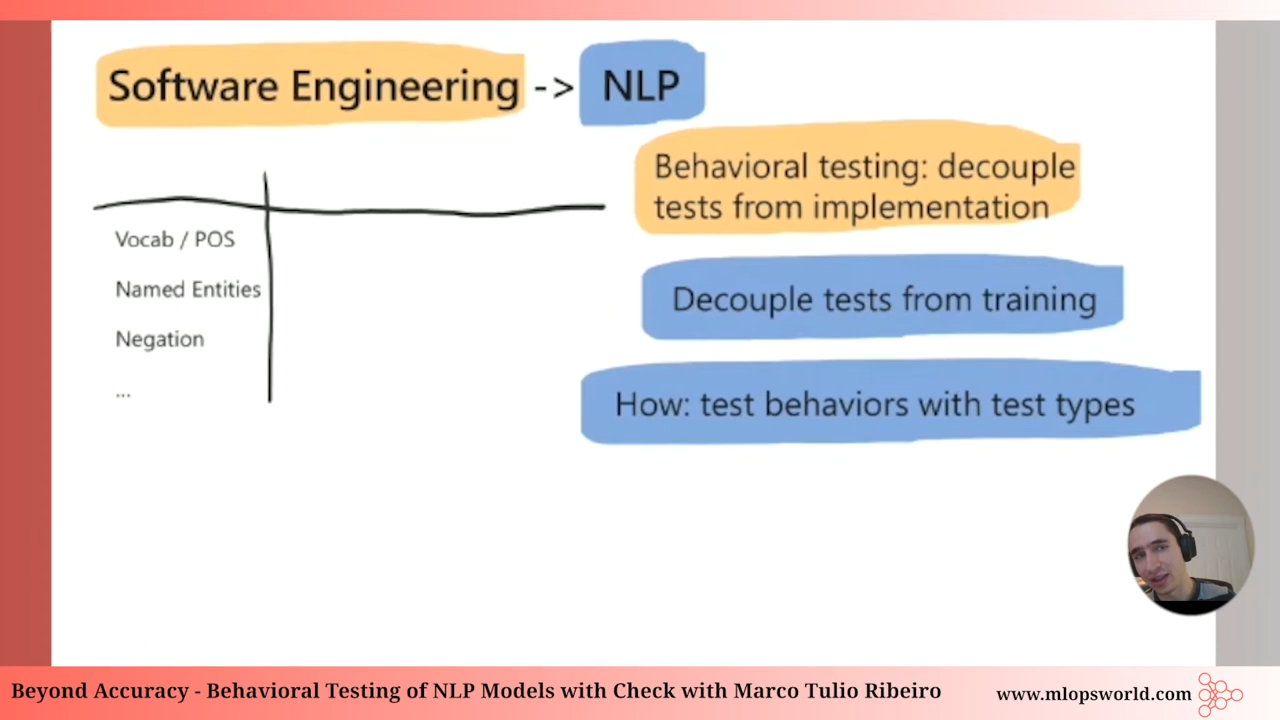 Software Engineering -> NLP
Behavioral testing: decouple
tests from implementation
Vocab / POS
Named Entities
Negation
...
Decouple tests from training
How: test behaviors with test types
Beyond Accuracy - Behavioral Testing of NLP Models with Check with Marco Tulio Ribeiro
www.mlopsworld.com